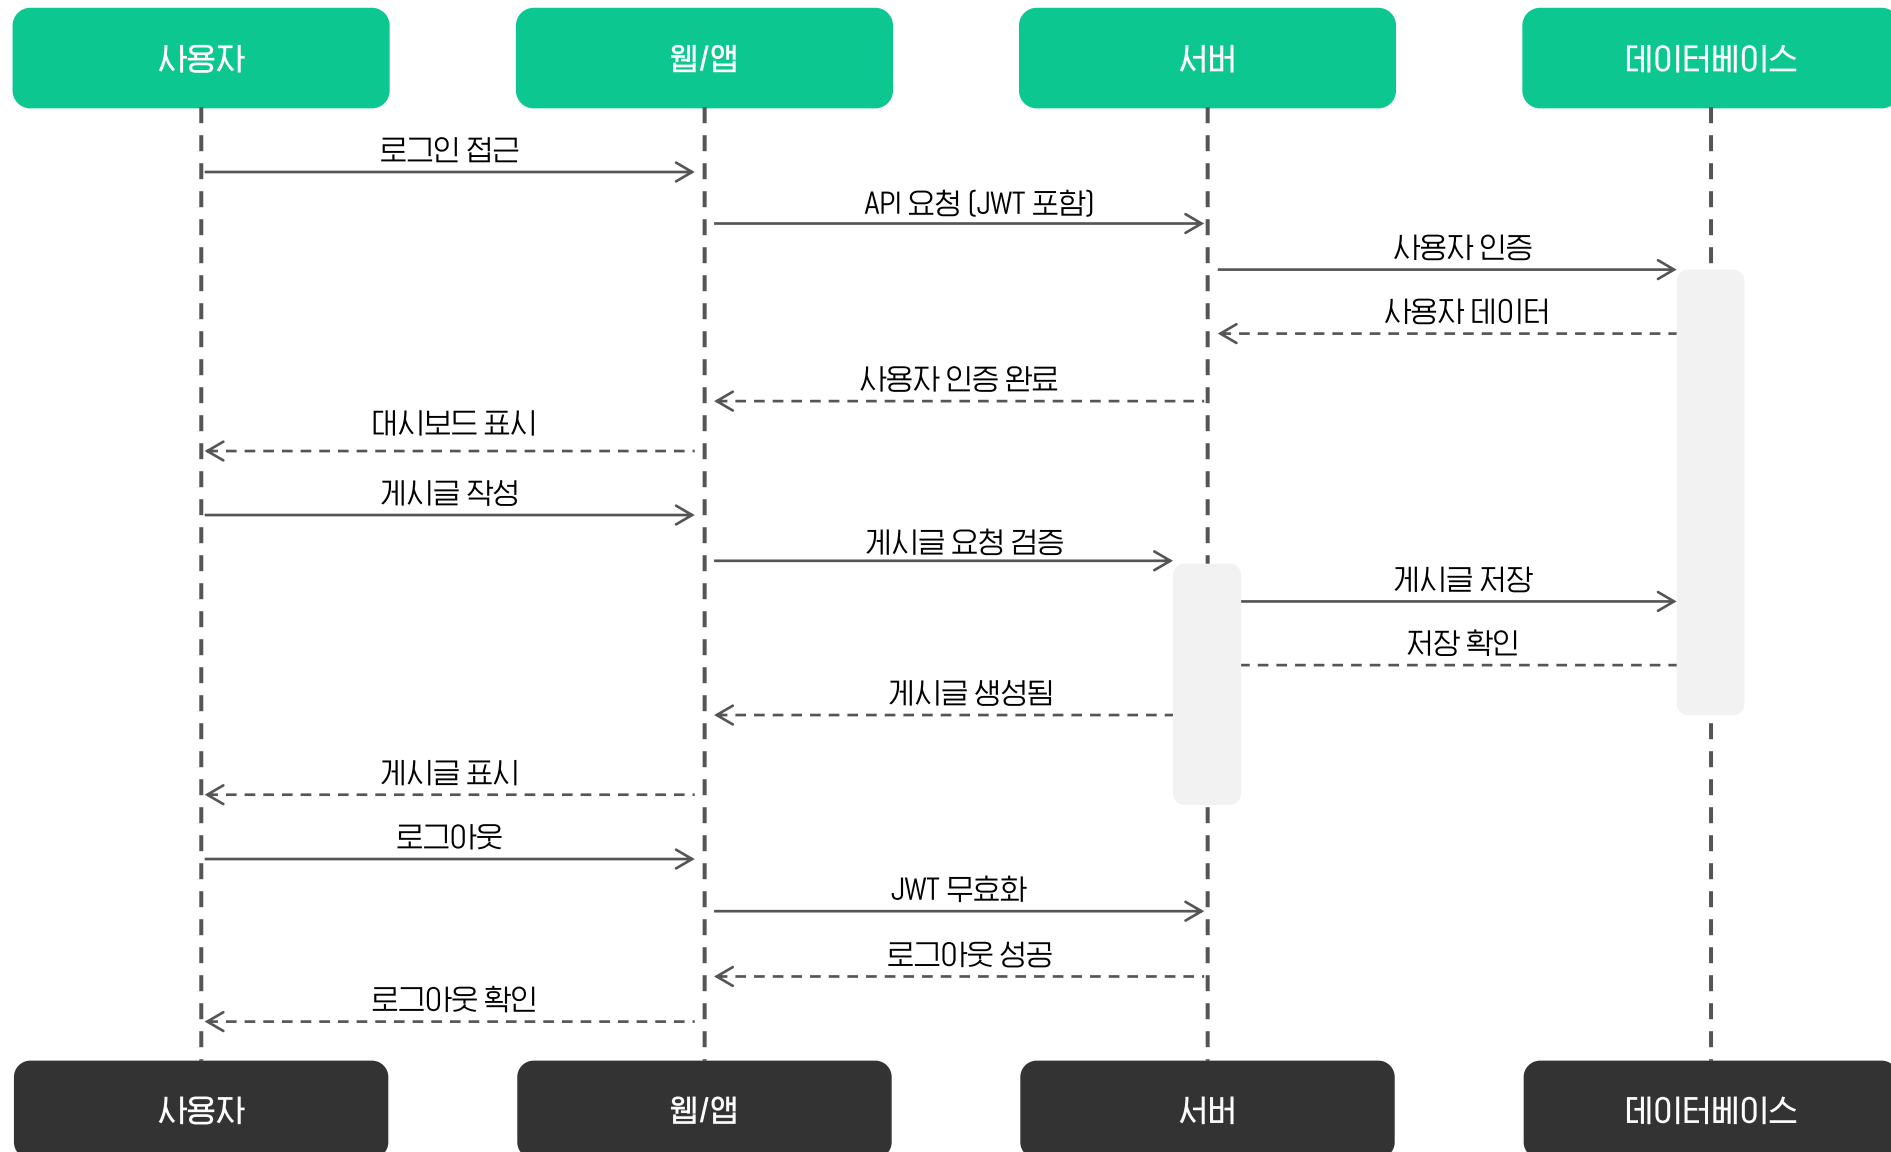 사용자
웹/앱
서버
데이터베이스
로그인 접근
API 요청 (JWT 포함)
사용자 인증
사용자 데이터
사용자 인증 완료
대시보드 표시
게시글 작성
게시글 요청 검증
게시글 저장
저장 확인
게시글 생성됨
게시글 표시
로그아웃
JWT 무효화
로그아웃 성공
로그아웃 확인
사용자
웹/앱
서버
데이터베이스